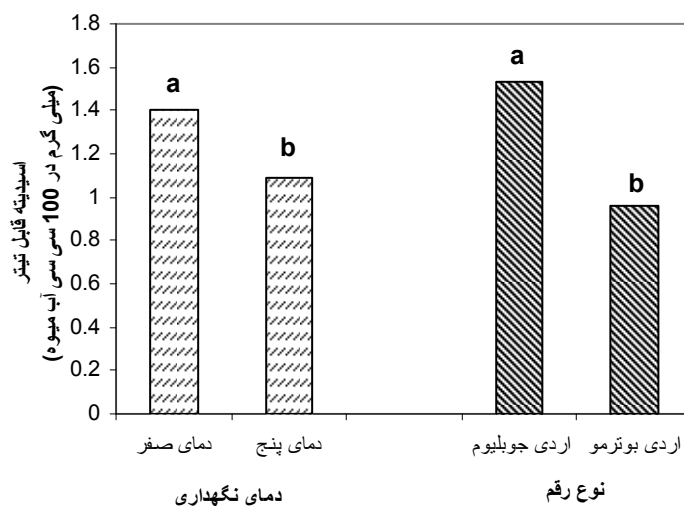 اسیدیته قابل تیتر
(میلی گرم در 100 سی سی آب میوه)
1.8
1.6
1.4
1.2
1
0.8
0.6
0.4
0.2
0
a
b
a
b
دمای صفر
دمای پنج
اردی جوبلیوم
اردی بوترمو
دمای نگهداری
نوع رقم